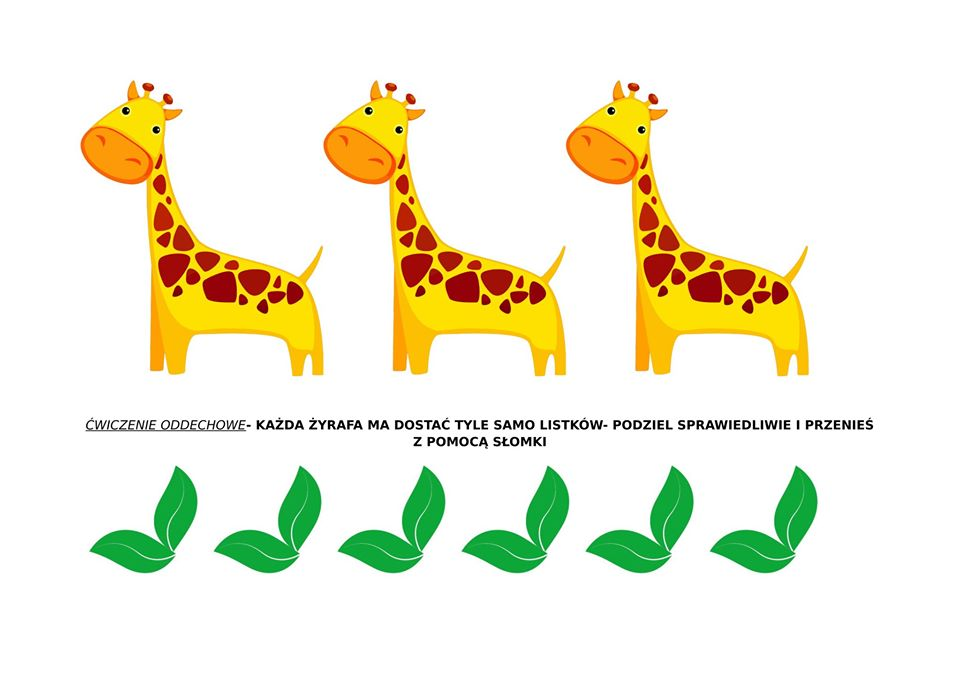 ĆWICZENIE ODDECHOWE- KAŻDA ŻYRAFA MA DOSTAĆ TYLE SAMO LISTKÓW- PODZIEL SPRAWIEDLIWIE I PRZENIEŚ
Z POMOCĄ SŁOMKI